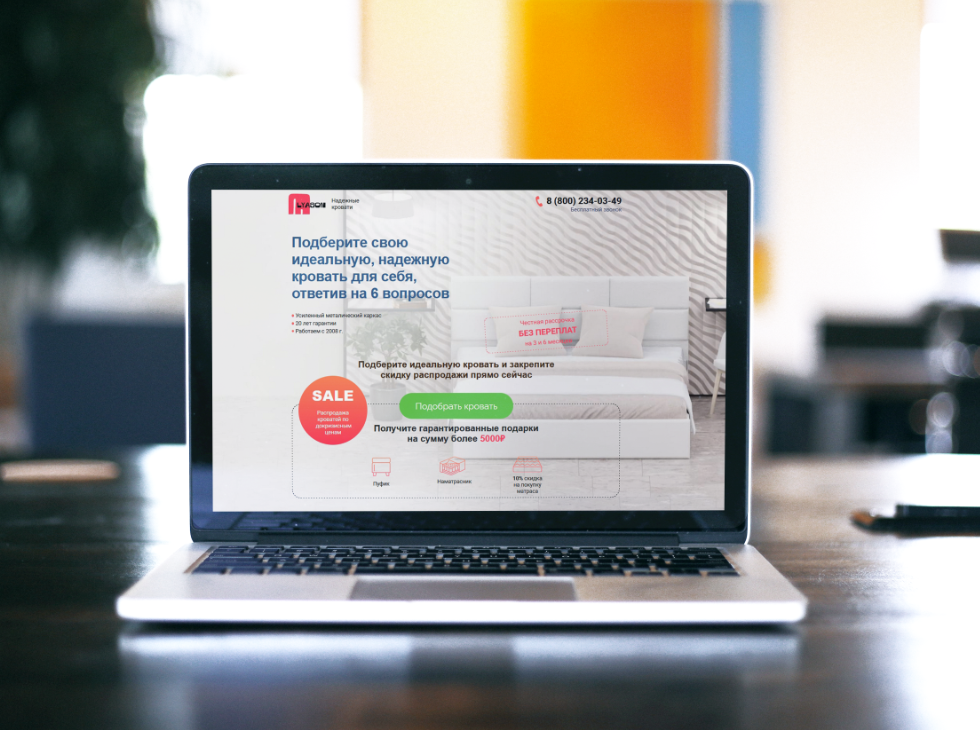 Надежные
кровати
8 (800) 234-03-49
Бесплатный звонок
Подберите свою
идеальную, надежную
кровать для себя,
ответив на 6 вопросов
Усиленный металический каркас
20 лет гарантии
Работаем с 2008 г
Честная рассрочка
БЕЗ ПЕРЕПЛАТ
на 3 и 6 месяцев
Подберите идеальную кровать и закрепите
скидку распродажи прямо сейчас
SALE
Распродажа
кроватей по
докризисным
ценам
Подобрать кровать
Получите гарантированные подарки
на сумму более 5000₽
Пуфик
Наматрасник
10% скидка
на покупку
матраса